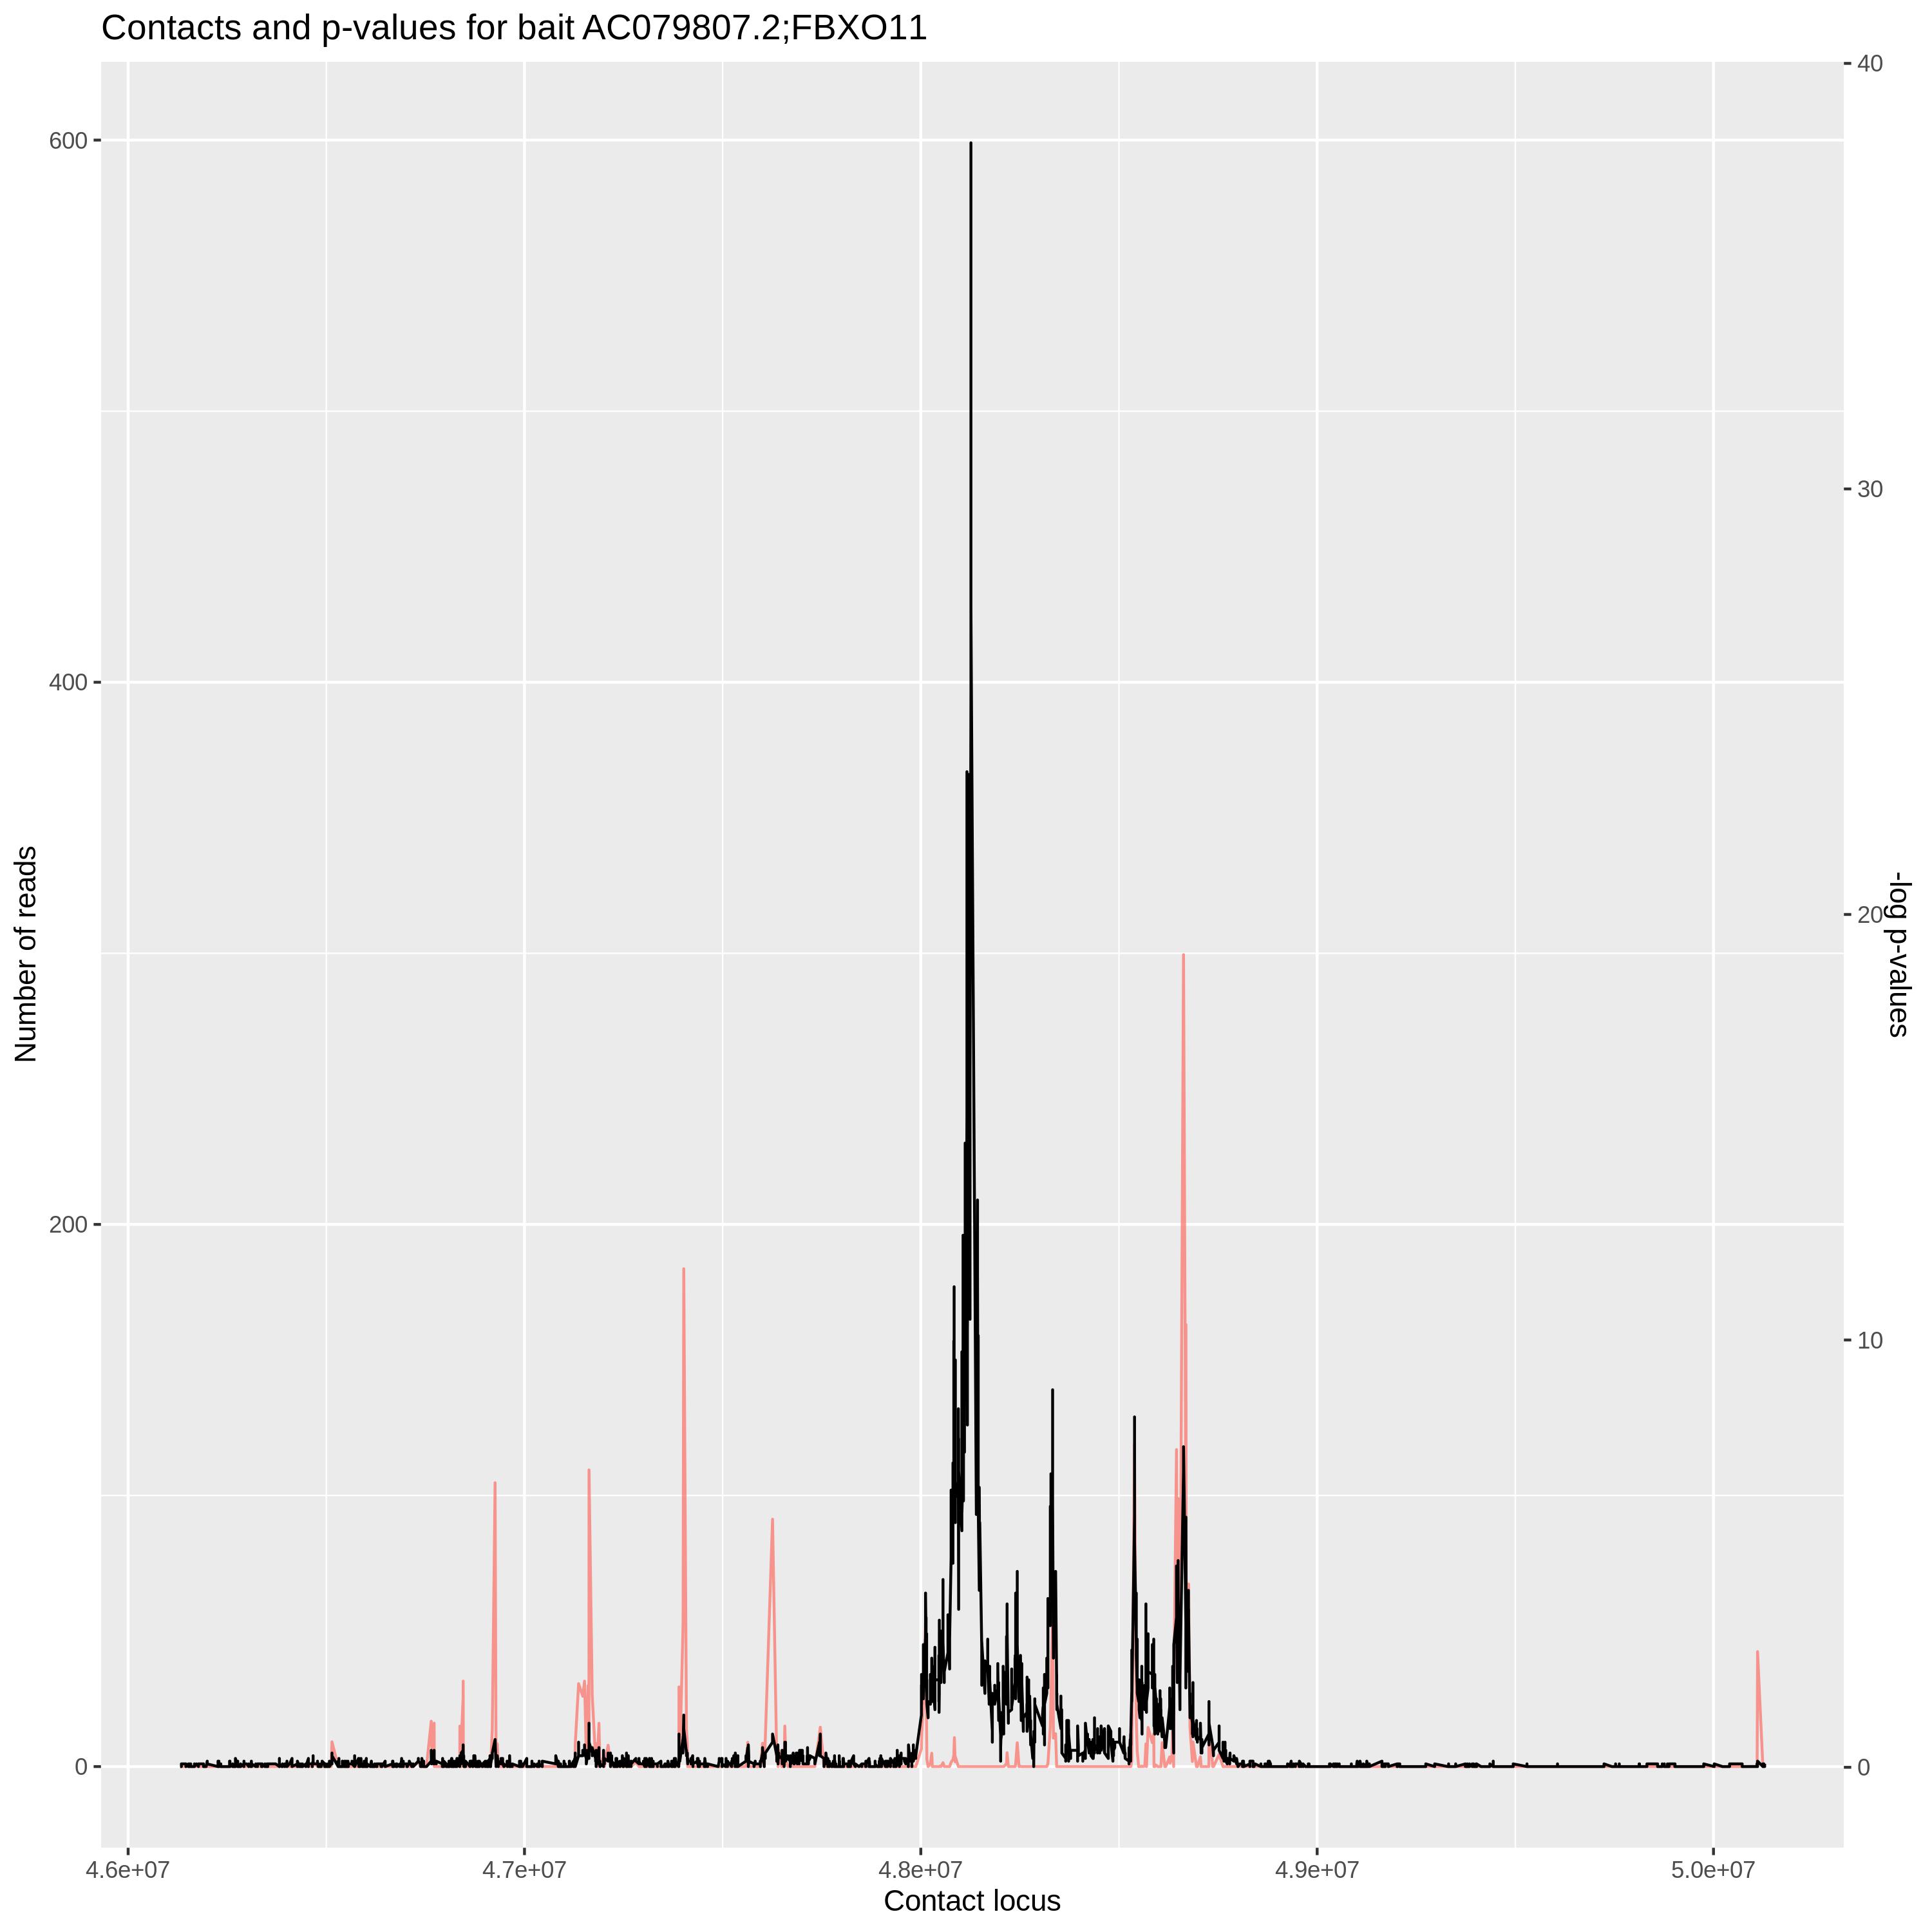 Contacts and p-values for bait AC079807.2;FBXO11
600
400
200
0
Number of reads
40
30
20
10
0
-log p-values
4.6e+07 4.7e+07 4.8e+07 4.9e+07 5.0e+07
Contact locus